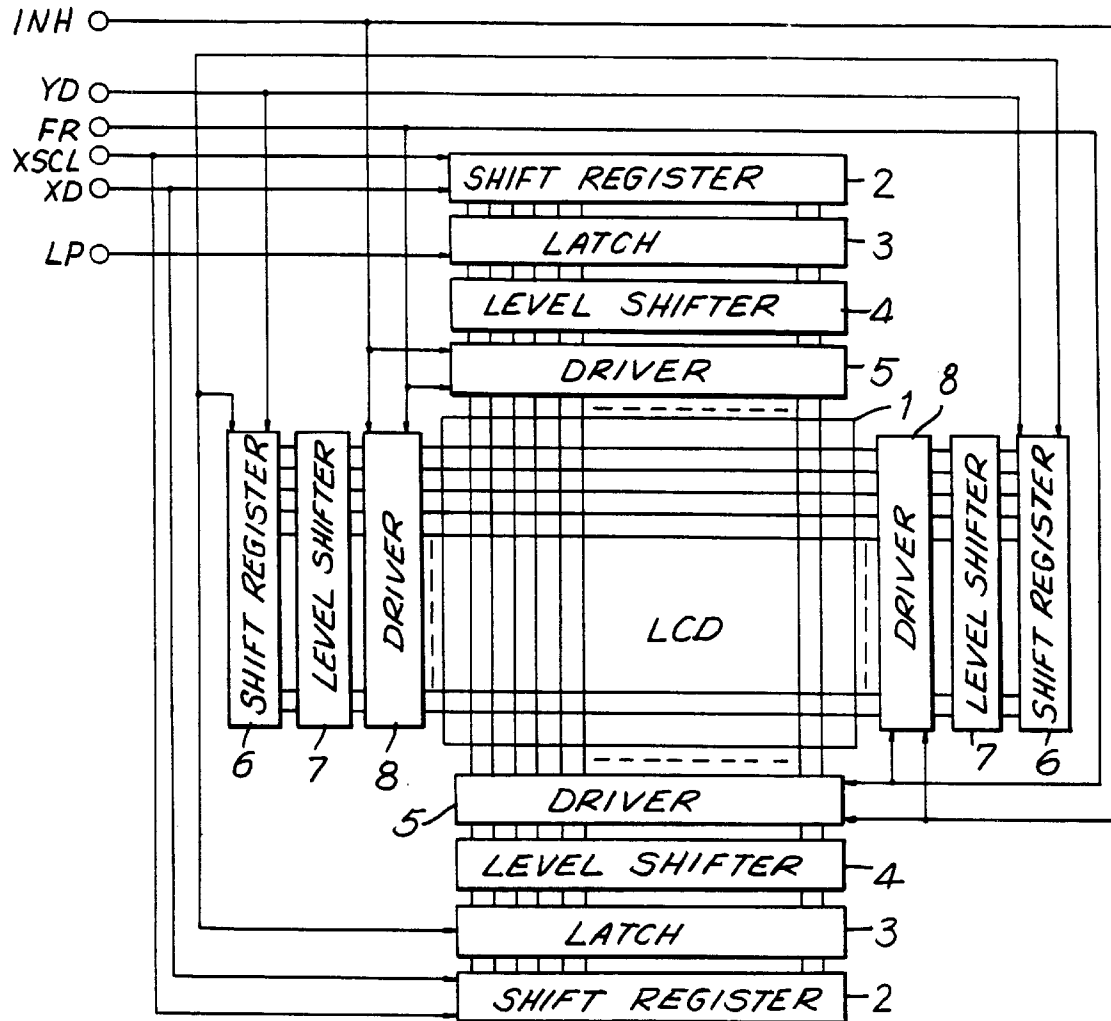 INH
YD
FR
XSCL
XD
LP
SHIFT REGISTER 2
LATCH 3
LEVEL SHIFTER 4
DRIVER 5
1
8
SHIFT REGISTER
LEVEL SHIFTER
DRIVER
LCD
DRIVER
LEVEL SHIFTER
SHIFT REGISTER
6
7
8
7
6
5 DRIVER
LEVEL SHIFTER 4
LATCH 3
SHIFT REGISTER 2